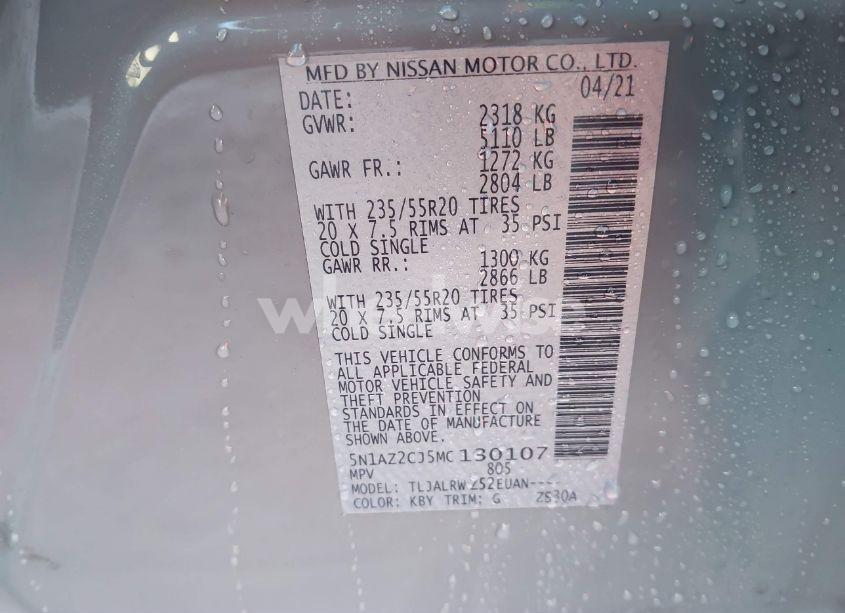 MFD BY NISSAN MOTOR CO., LTD.
DATE: 04/21
GVWR: 2318 KG
5110 LB
GAWR FR.: 1272 KG
2804 LB
WITH 235/55R20 TIRES
20 X 7.5 RIMS AT 35 PSI
COLD SINGLE
GAWR RR.: 1300 KG
2866 LB
WITH 235/55R20 TIRES
20 X 7.5 RIMS AT 35 PSI
COLD SINGLE
THIS VEHICLE CONFORMS TO
ALL APPLICABLE FEDERAL
MOTOR VEHICLE SAFETY AND
THEFT PREVENTION
STANDARDS IN EFFECT ON
THE DATE OF MANUFACTURE
SHOWN ABOVE.
5N1AZ2CJ5MC130107
MPV 805
MODEL: TLJALRWZ52EUAN----
COLOR: KBY TRIM: G ZS30A